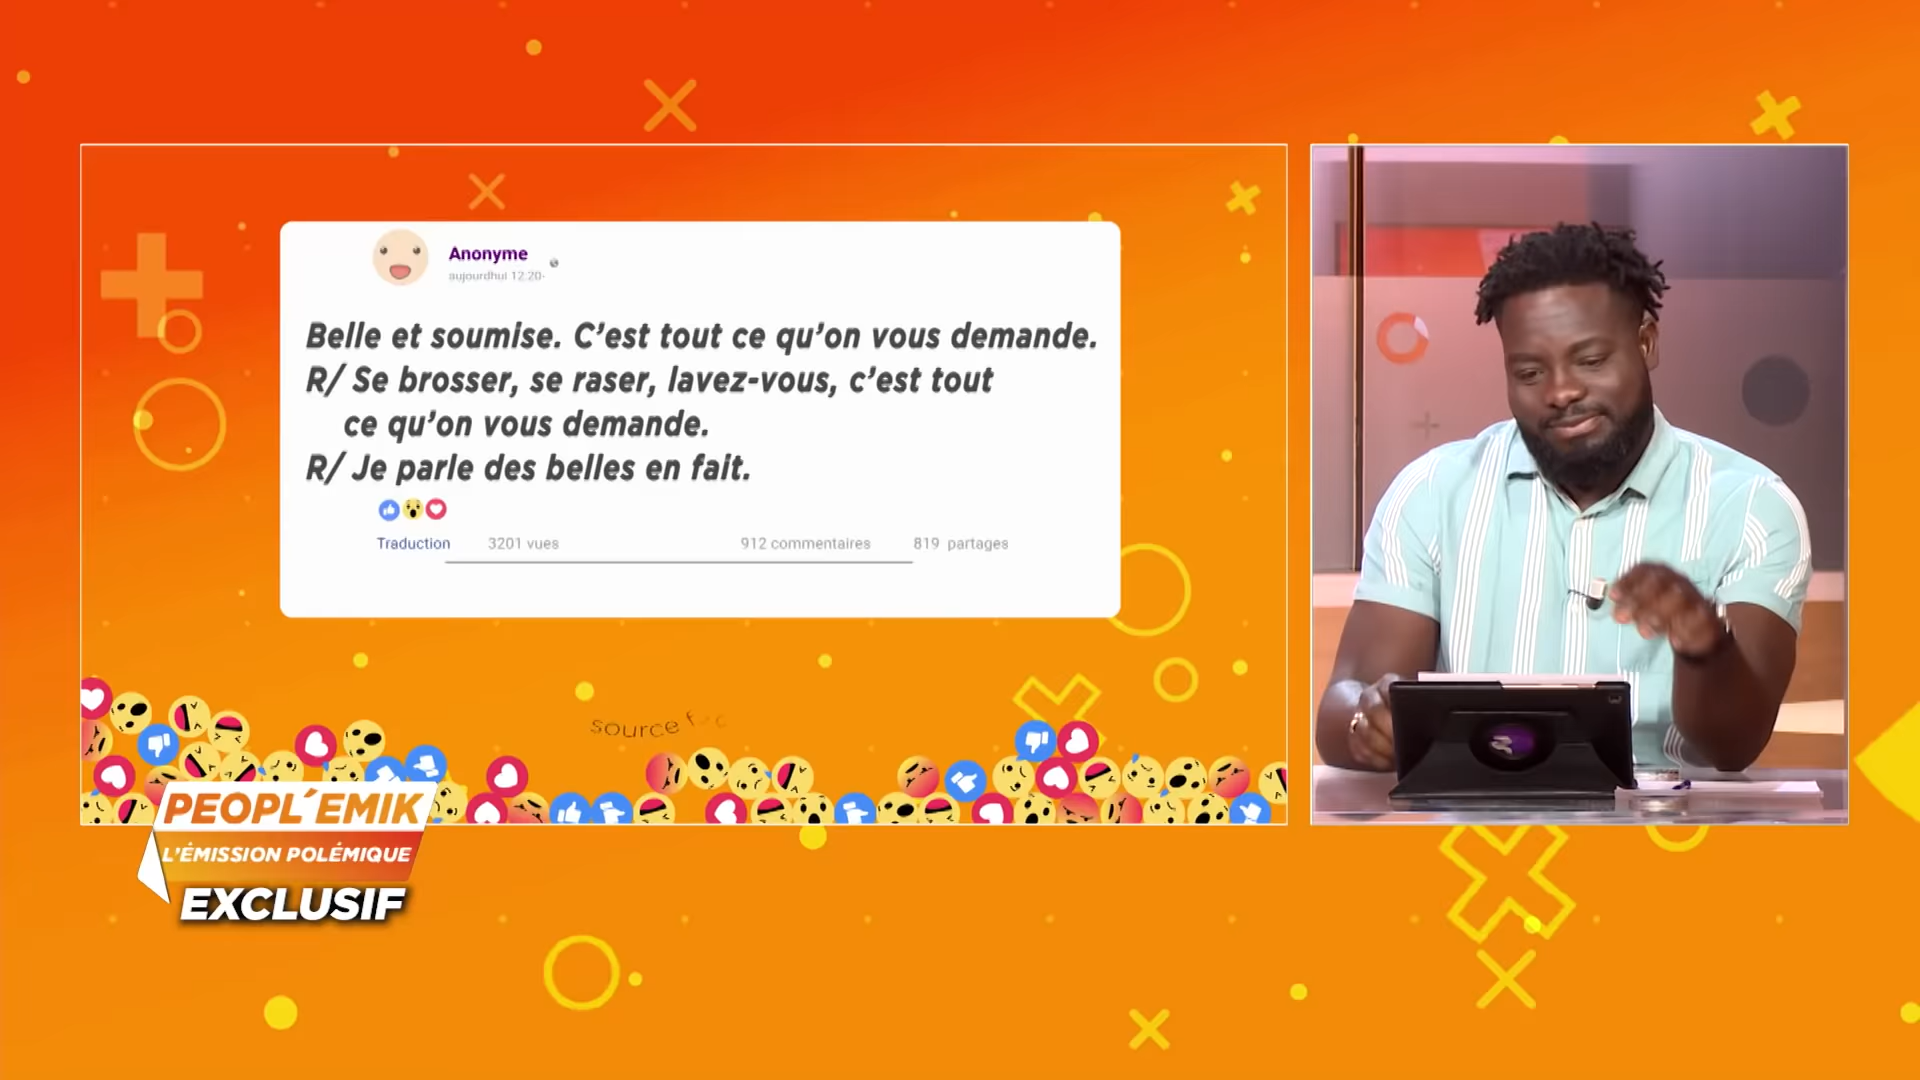 Anonyme
aujourdhui 12:20-
Belle et soumise. C'est tout ce qu'on vous demande.
R/ Se brosser, se raser, lavez-vous, c'est tout
ce qu'on vous demande.
R/ Je parle des belles en fait.
Traduction 3201 vues 912 commentaires 819 partages
source
PEOPL´EMIK
L'ÉMISSION POLÉMIQUE
EXCLUSIF